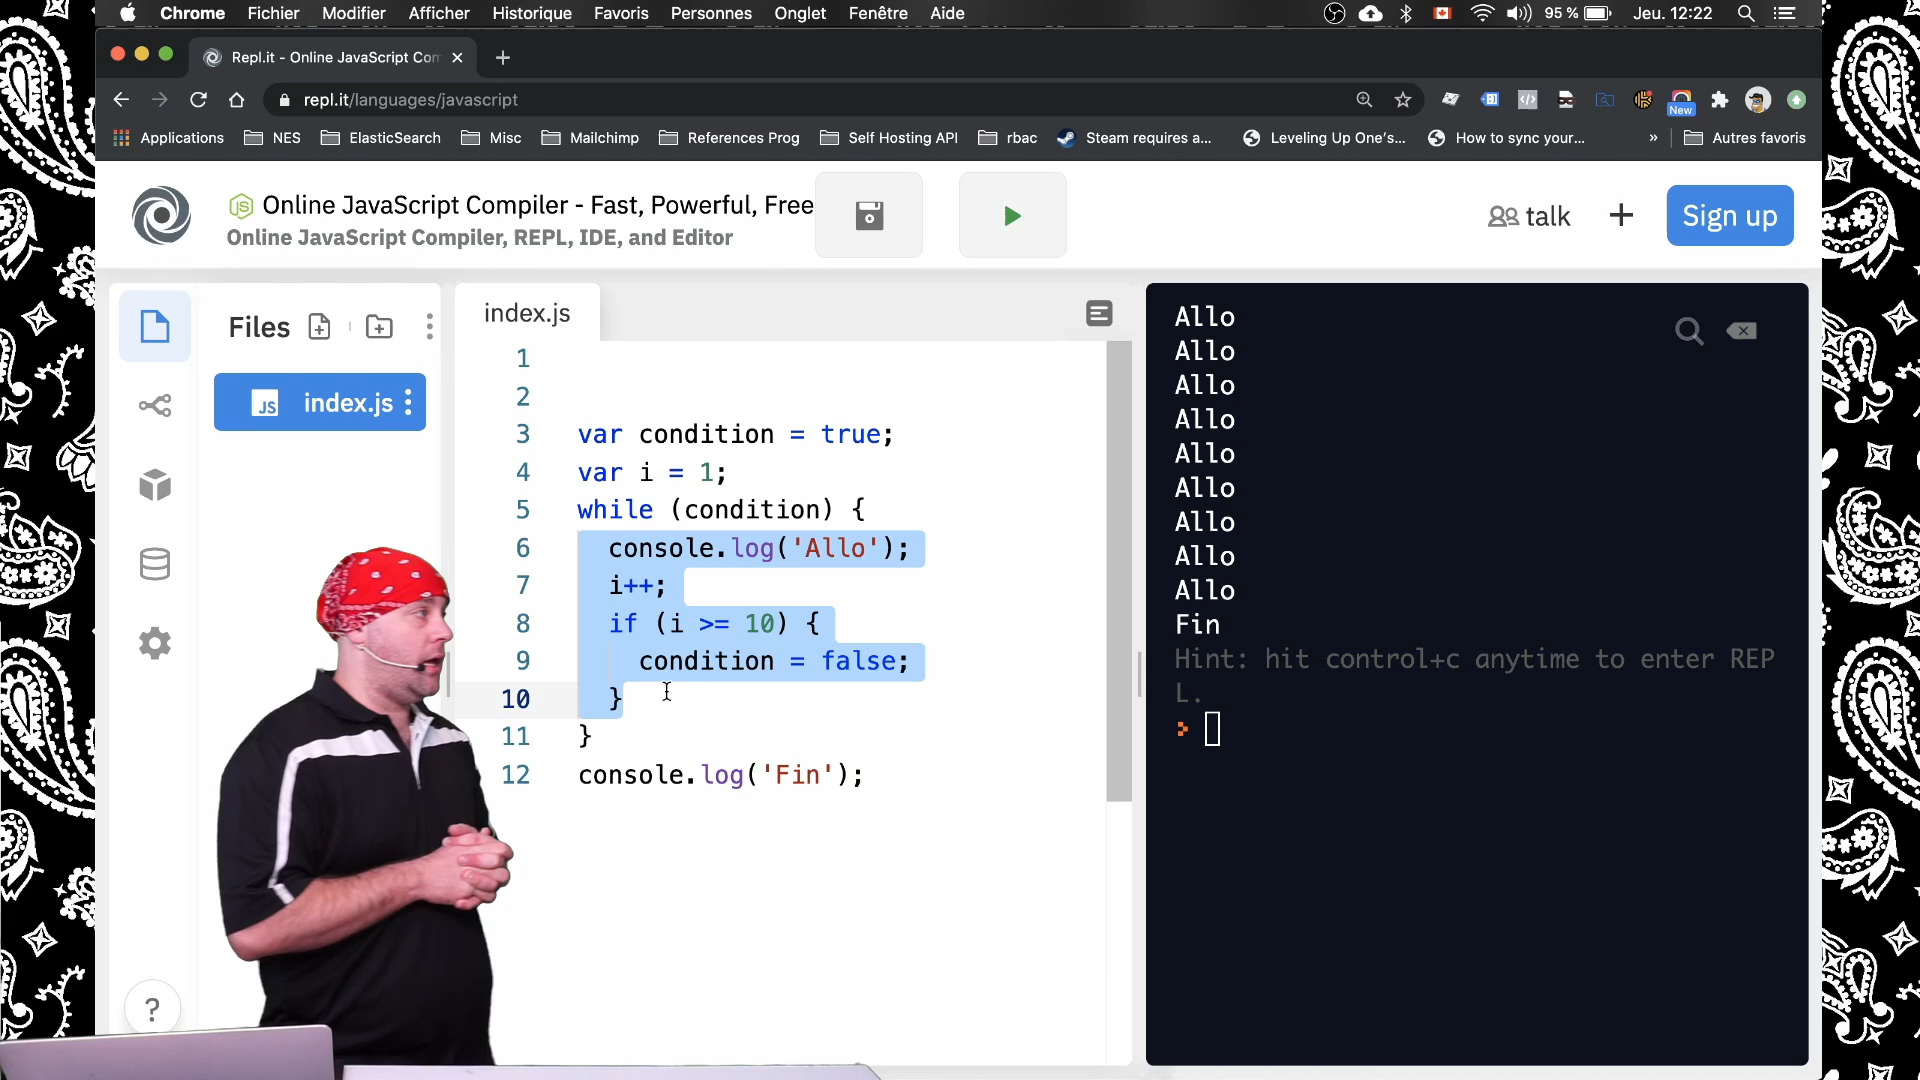 Chrome Fichier Modifier Afficher Historique Favoris Personnes Onglet Fenêtre Aide 95 % Jeu. 12:22
Repl.it - Online JavaScript Com
repl.it/languages/javascript
New
Applications NES ElasticSearch Misc Mailchimp References Prog Self Hosting API rbac Steam requires a... Leveling Up One's... How to sync your... » Autres favoris
Online JavaScript Compiler - Fast, Powerful, Free
Online JavaScript Compiler, REPL, IDE, and Editor
talk + Sign up
Files
JS index.js
index.js
1
2
3 var condition = true;
4 var i = 1;
5 while (condition) {
6 console.log('Allo');
7 i++;
8 if (i >= 10) {
9 condition = false;
10 }
11 }
12 console.log('Fin');
Allo
Allo
Allo
Allo
Allo
Allo
Allo
Allo
Allo
Fin
Hint: hit control+c anytime to enter REP
L.
?